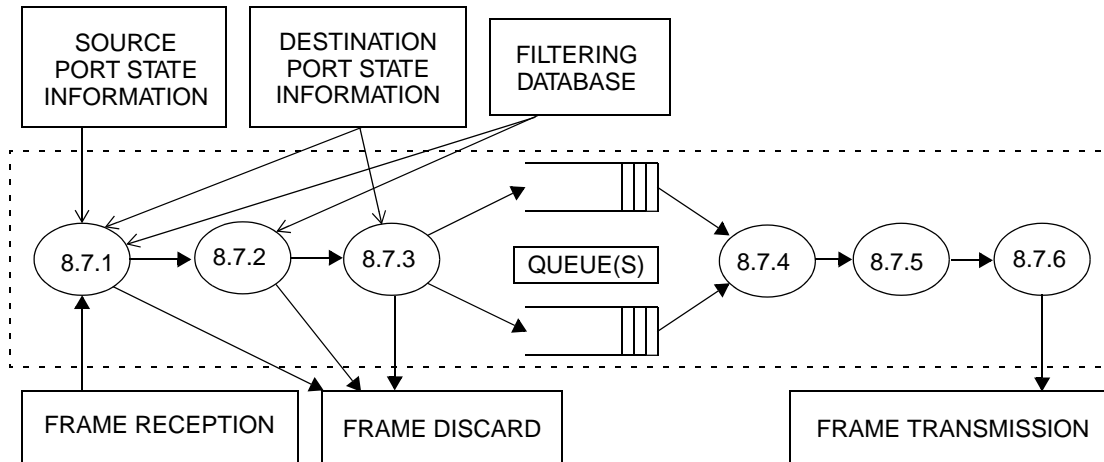 SOURCE
PORT STATE
INFORMATION
DESTINATION
PORT STATE
INFORMATION
FILTERING
DATABASE
8.7.1
8.7.2
8.7.3
QUEUE(S)
8.7.4
8.7.5
8.7.6
FRAME RECEPTION
FRAME DISCARD
FRAME TRANSMISSION